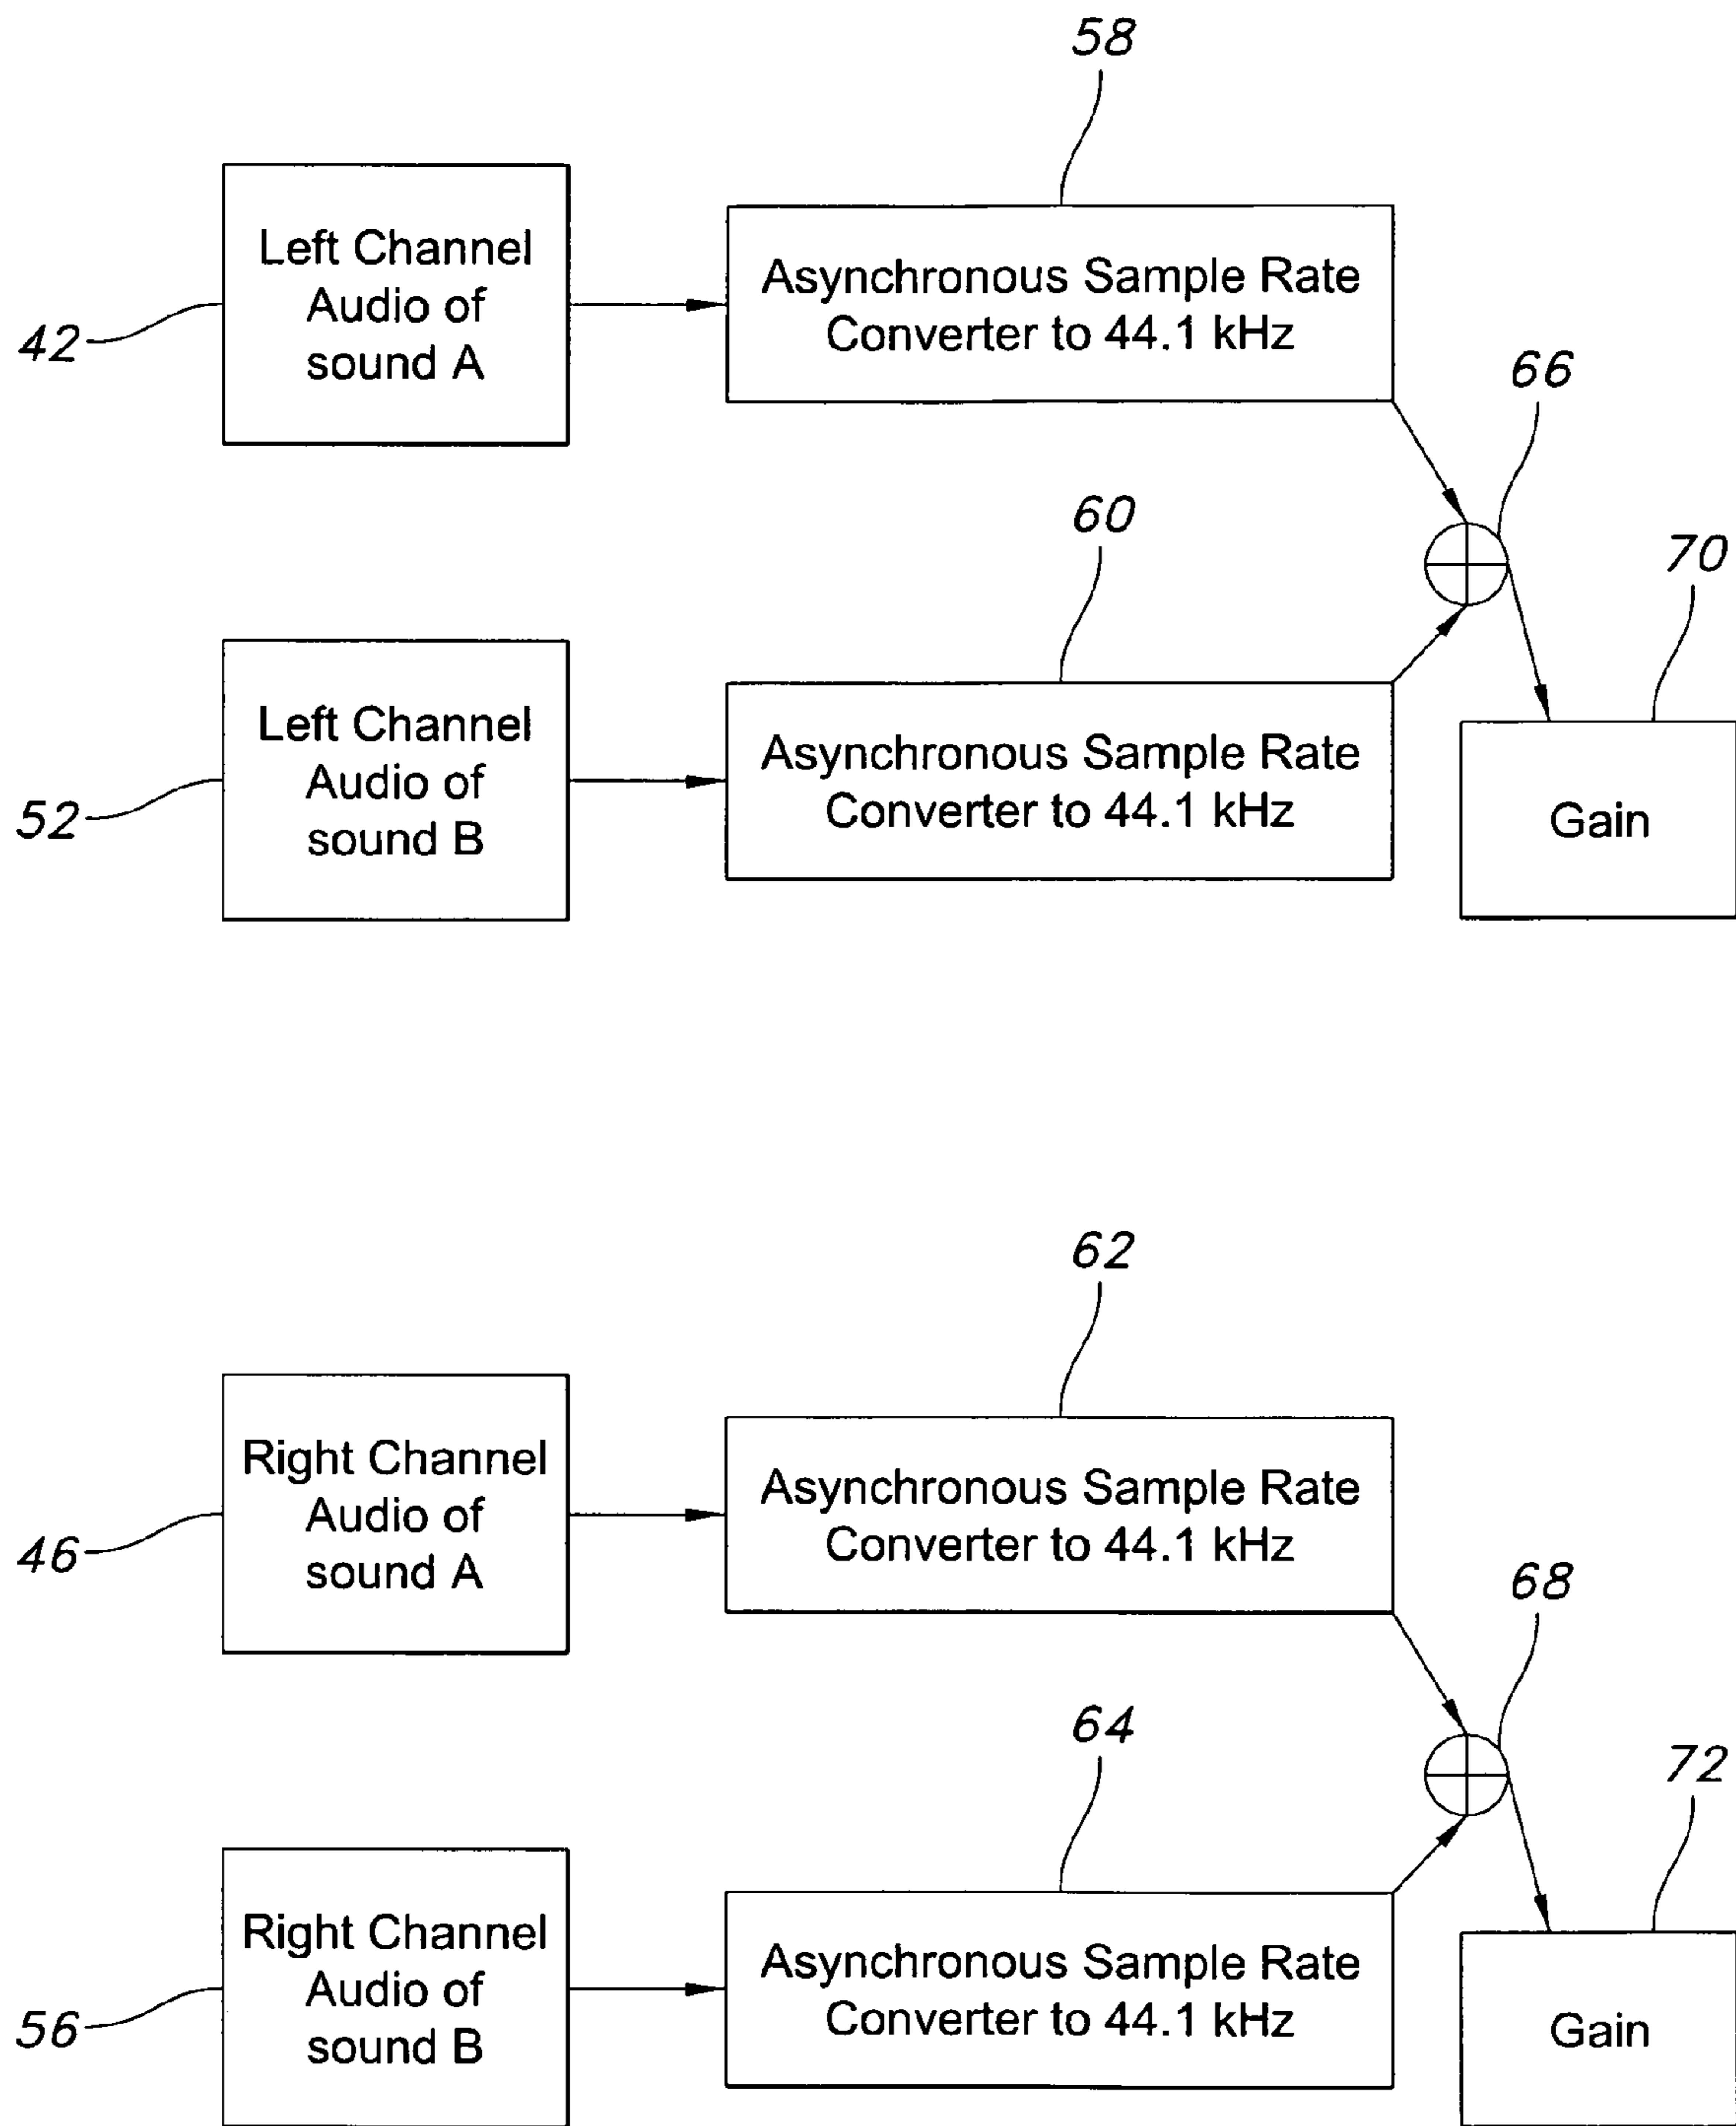 58
Left Channel
Audio of
sound A
42
Asynchronous Sample Rate
Converter to 44.1 kHz
66
60
70
Left Channel
Audio of
sound B
52
Asynchronous Sample Rate
Converter to 44.1 kHz
Gain
62
Right Channel
Audio of
sound A
46
Asynchronous Sample Rate
Converter to 44.1 kHz
68
64
72
Right Channel
Audio of
sound B
56
Asynchronous Sample Rate
Converter to 44.1 kHz
Gain